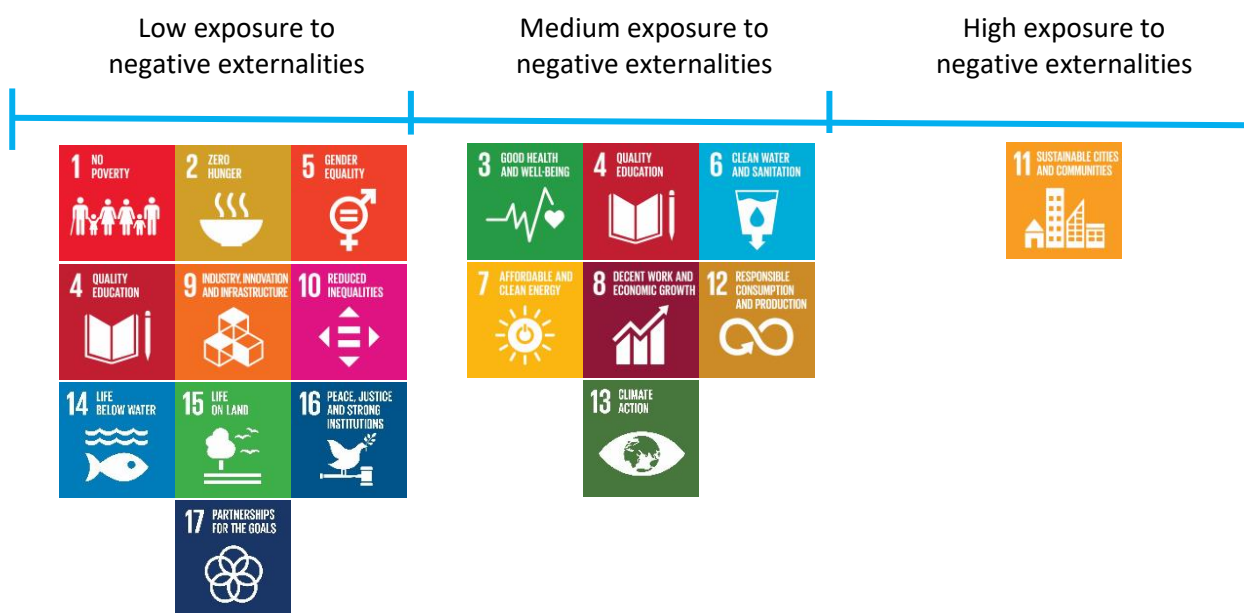 Low exposure to
negative externalities
Medium exposure to
negative externalities
High exposure to
negative externalities
1 NO
POVERTY
2 ZERO
HUNGER
5 GENDER
EQUALITY
4 QUALITY
EDUCATION
9 INDUSTRY, INNOVATION
AND INFRASTRUCTURE
10 REDUCED
INEQUALITIES
14 LIFE
BELOW WATER
15 LIFE
ON LAND
16 PEACE, JUSTICE
AND STRONG
INSTITUTIONS
17 PARTNERSHIPS
FOR THE GOALS
3 GOOD HEALTH
AND WELL-BEING
4 QUALITY
EDUCATION
6 CLEAN WATER
AND SANITATION
7 AFFORDABLE AND
CLEAN ENERGY
8 DECENT WORK AND
ECONOMIC GROWTH
12 RESPONSIBLE
CONSUMPTION
AND PRODUCTION
13 CLIMATE
ACTION
11 SUSTAINABLE CITIES
AND COMMUNITIES